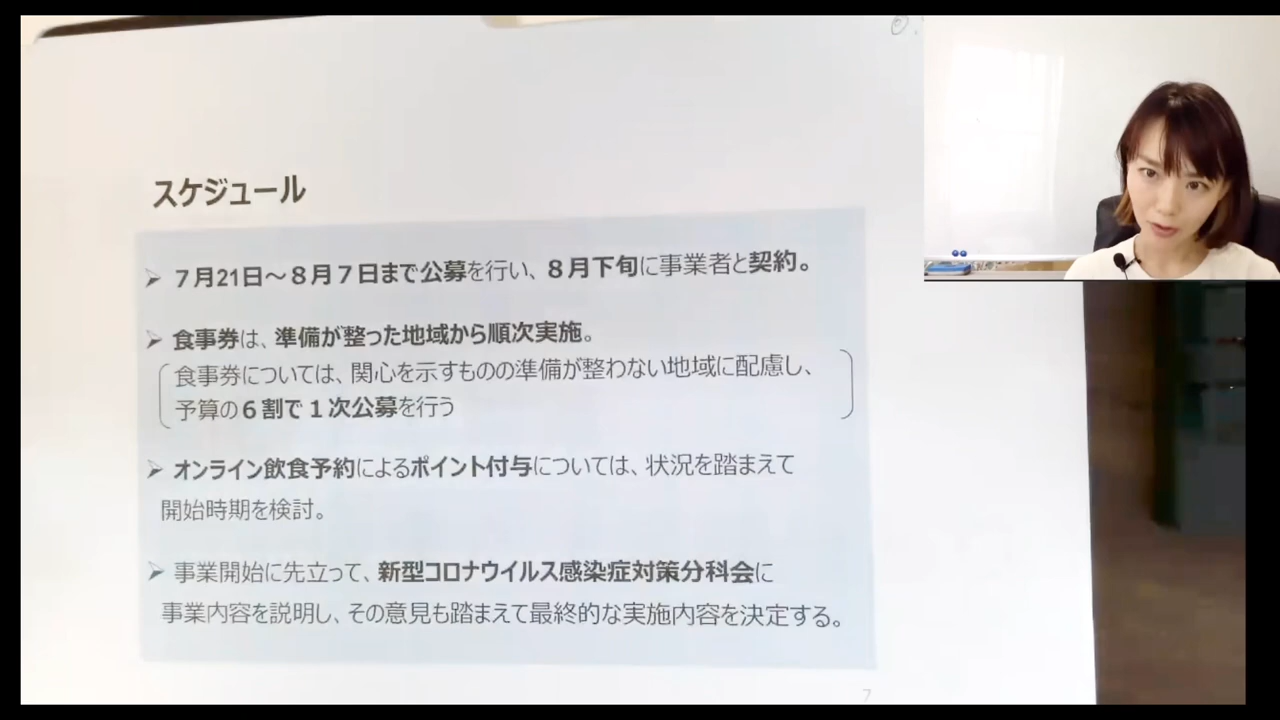 スケジュール
➢ ７月21日～８月７日まで公募を行い、８月下旬に事業者と契約。
➢ 食事券は、準備が整った地域から順次実施。
食事券については、関心を示すものの準備が整わない地域に配慮し、
予算の６割で１次公募を行う
➢ オンライン飲食予約によるポイント付与については、状況を踏まえて
開始時期を検討。
➢ 事業開始に先立って、新型コロナウイルス感染症対策分科会に
事業内容を説明し、その意見も踏まえて最終的な実施内容を決定する。
7